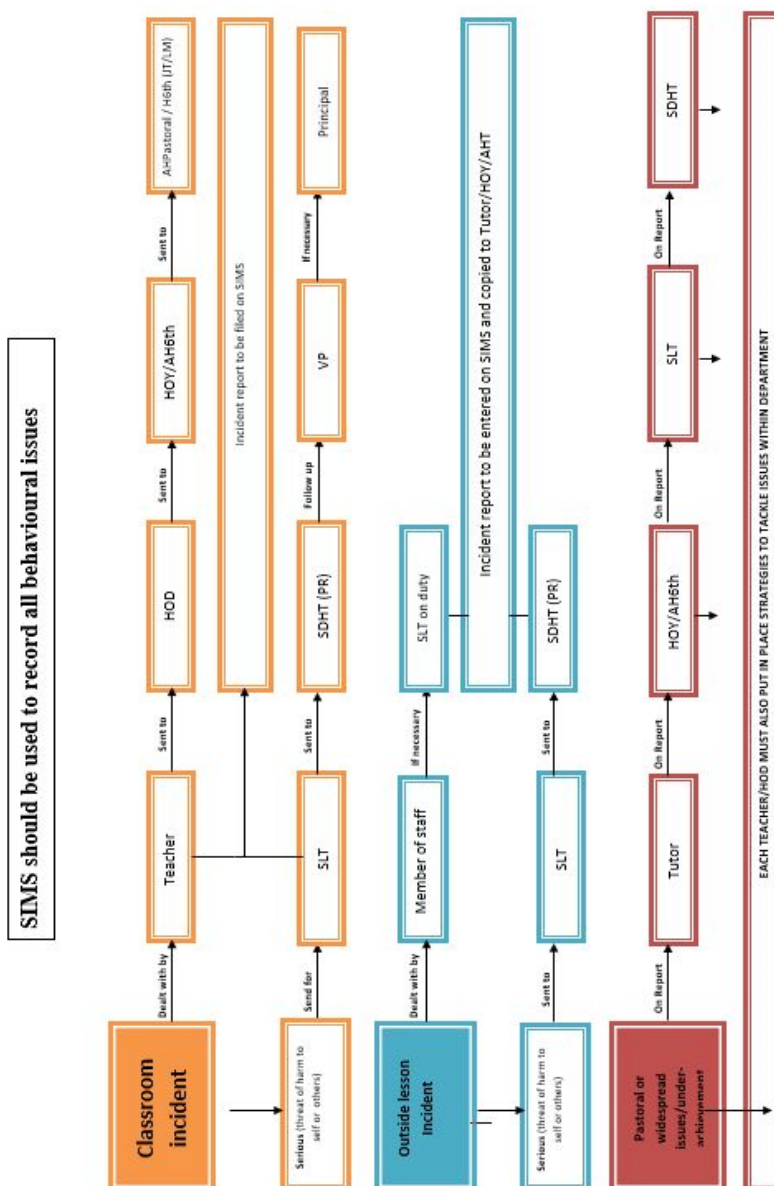 SIMS should be used to record all behavioural issues
Classroom
incident
Dealt with by
Teacher
Sent to
HOD
Sent to
HOY/AH6th
Sent to
AHPastoral / H6th (JT/LM)
Incident report to be filed on SIMS
Serious (threat of harm to
self or others)
Send for
SLT
Sent to
SDHT (PR)
Follow up
VP
If necessary
Principal
Outside lesson
Incident
Dealt with by
Member of staff
If necessary
SLT on duty
Incident report to be entered on SIMS and copied to Tutor/HOY/AHT
Serious (threat of harm to
self or others)
Sent to
SLT
Sent to
SDHT (PR)
Pastoral or
widespread
issues/under-
achievement
On Report
Tutor
On Report
HOY/AH6th
On Report
SLT
On Report
SDHT
EACH TEACHER/HOD MUST ALSO PUT IN PLACE STRATEGIES TO TACKLE ISSUES WITHIN DEPARTMENT